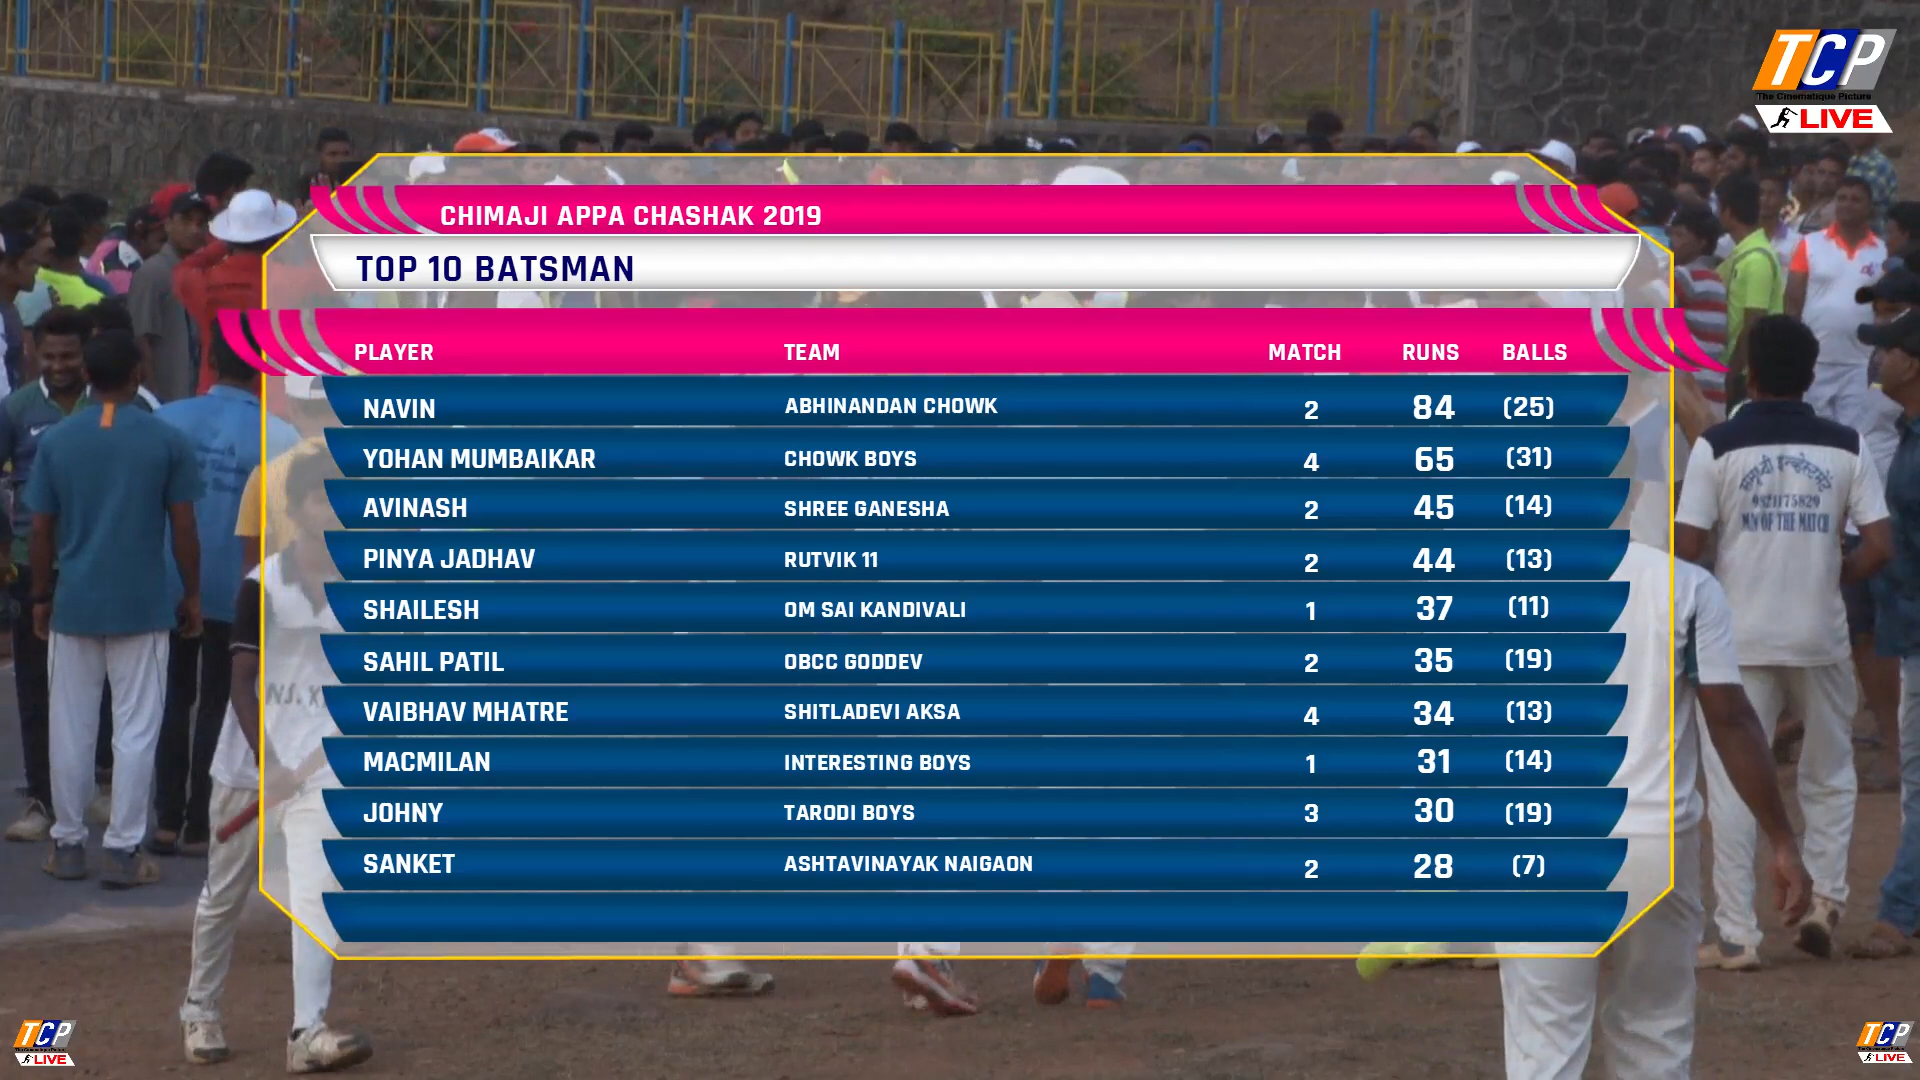 TCP
The Cinematique Picture
LIVE
CHIMAJI APPA CHASHAK 2019
TOP 10 BATSMAN
PLAYER TEAM MATCH RUNS BALLS
NAVIN ABHINANDAN CHOWK 2 84 (25)
YOHAN MUMBAIKAR CHOWK BOYS 4 65 (31)
AVINASH SHREE GANESHA 2 45 (14)
PINYA JADHAV RUTVIK 11 2 44 (13)
SHAILESH OM SAI KANDIVALI 1 37 (11)
SAHIL PATIL OBCC GODDEV 2 35 (19)
VAIBHAV MHATRE SHITLADEVI AKSA 4 34 (13)
MACMILAN INTERESTING BOYS 1 31 (14)
JOHNY TARODI BOYS 3 30 (19)
SANKET ASHTAVINAYAK NAIGAON 2 28 (7)
समृध्दी इन्व्हेस्टमेंट
9821175829
MAN OF THE MATCH
TCP
LIVE
TCP
LIVE